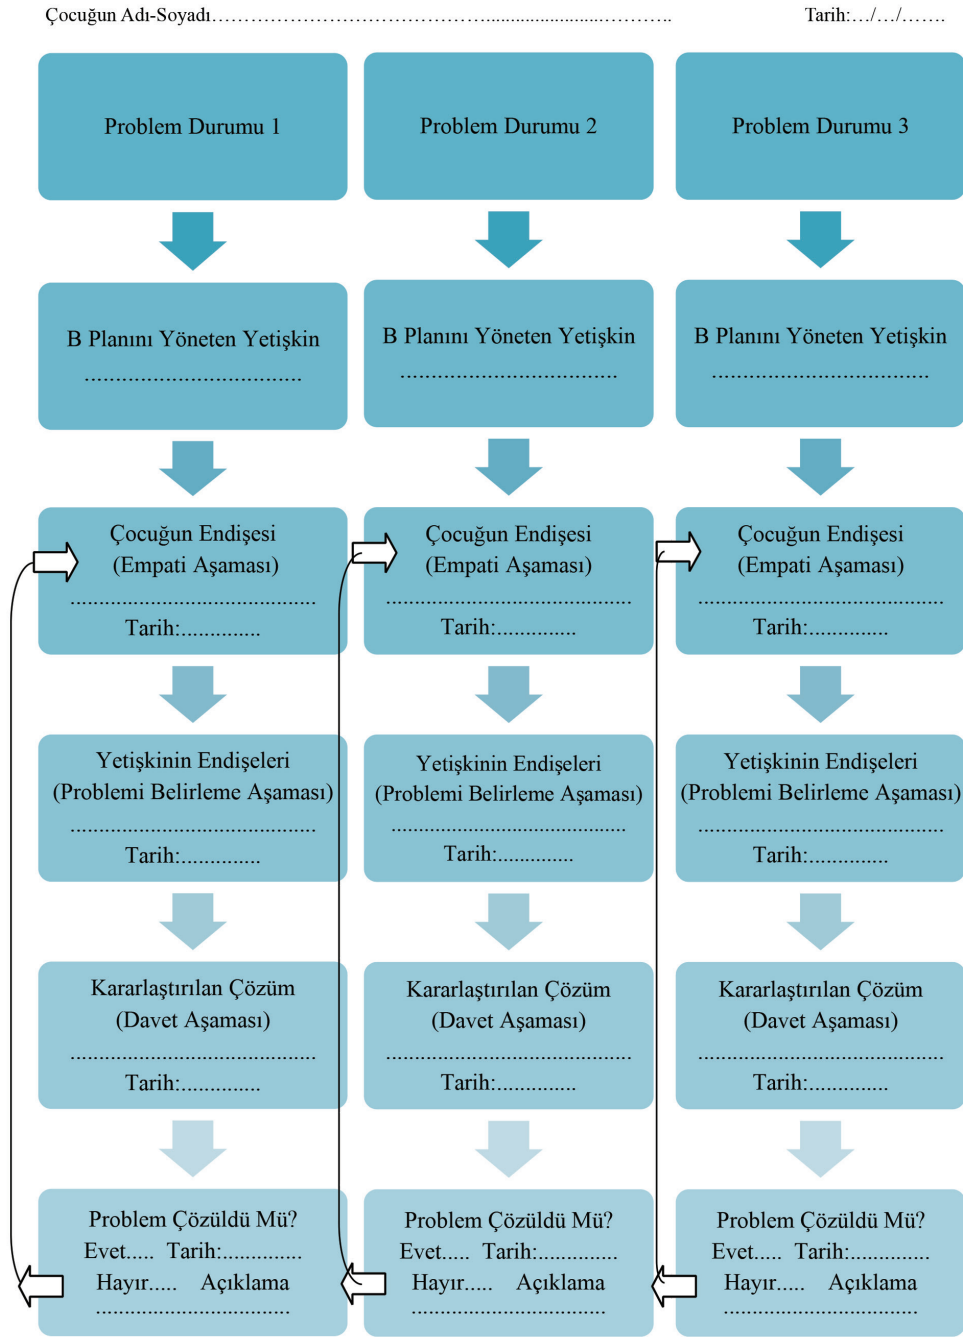 Çocuğun Adı-Soyadı……………………………………………........................……….. Tarih:…/…/…….
Problem Durumu 1
Problem Durumu 2
Problem Durumu 3
B Planını Yöneten Yetişkin
...................................
B Planını Yöneten Yetişkin
...................................
B Planını Yöneten Yetişkin
...................................
Çocuğun Endişesi
(Empati Aşaması)
........................................
Tarih:.............
Çocuğun Endişesi
(Empati Aşaması)
........................................
Tarih:.............
Çocuğun Endişesi
(Empati Aşaması)
........................................
Tarih:.............
Yetişkinin Endişeleri
(Problemi Belirleme Aşaması)
........................................
Tarih:.............
Yetişkinin Endişeleri
(Problemi Belirleme Aşaması)
........................................
Tarih:.............
Yetişkinin Endişeleri
(Problemi Belirleme Aşaması)
........................................
Tarih:.............
Kararlaştırılan Çözüm
(Davet Aşaması)
........................................
Tarih:.............
Kararlaştırılan Çözüm
(Davet Aşaması)
........................................
Tarih:.............
Kararlaştırılan Çözüm
(Davet Aşaması)
........................................
Tarih:.............
Problem Çözüldü Mü?
Evet..... Tarih:.............
Hayır..... Açıklama
................................
Problem Çözüldü Mü?
Evet..... Tarih:.............
Hayır..... Açıklama
................................
Problem Çözüldü Mü?
Evet..... Tarih:.............
Hayır..... Açıklama
................................